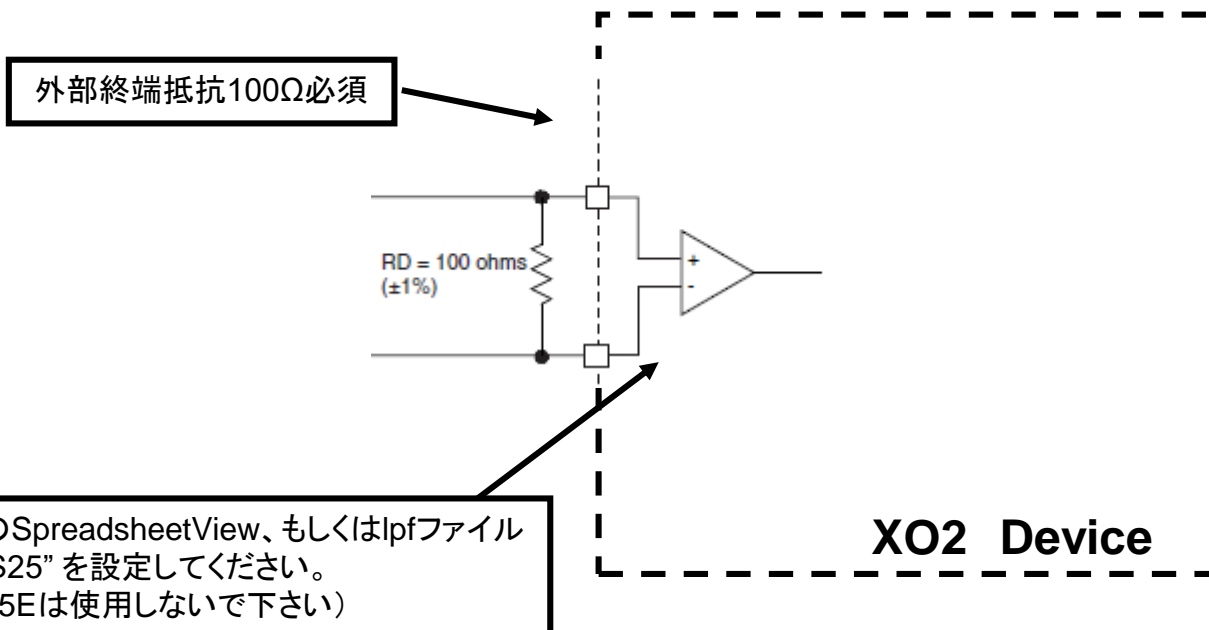 外部終端抵抗100Ω必須
RD = 100 ohms
(±1%)
+
-
のSpreadsheetView、もしくはlpfファイル
S25” を設定してください。
5Eは使用しないで下さい）
XO2 Device